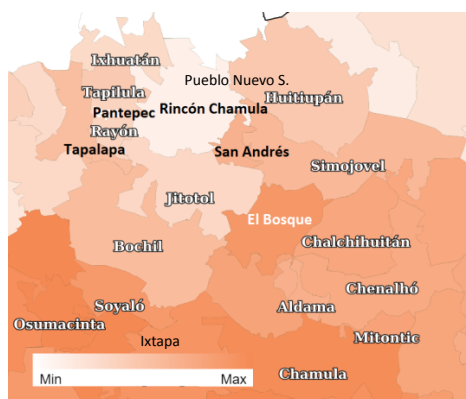 Ixhuatán
Pueblo Nuevo S.
Tapilula
Huitiupán
Pantepec
Rincón Chamula
Rayón
Tapalapa
San Andrés
Simojovel
Jitotol
El Bosque
Bochil
Chalchihuitán
Chenalhó
Soyaló
Aldama
Osumacinta
Ixtapa
Mitontic
Chamula
Min
Max